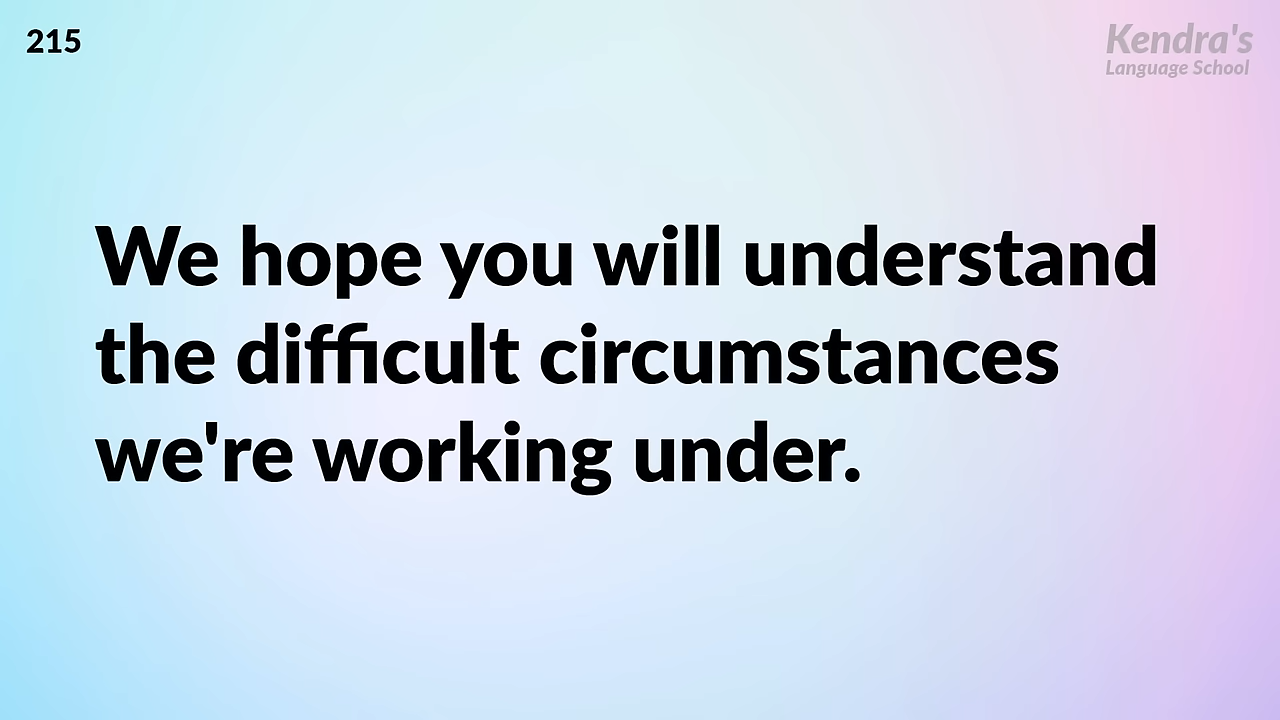 215
Kendra's
Language School
We hope you will understand
the difficult circumstances
we're working under.